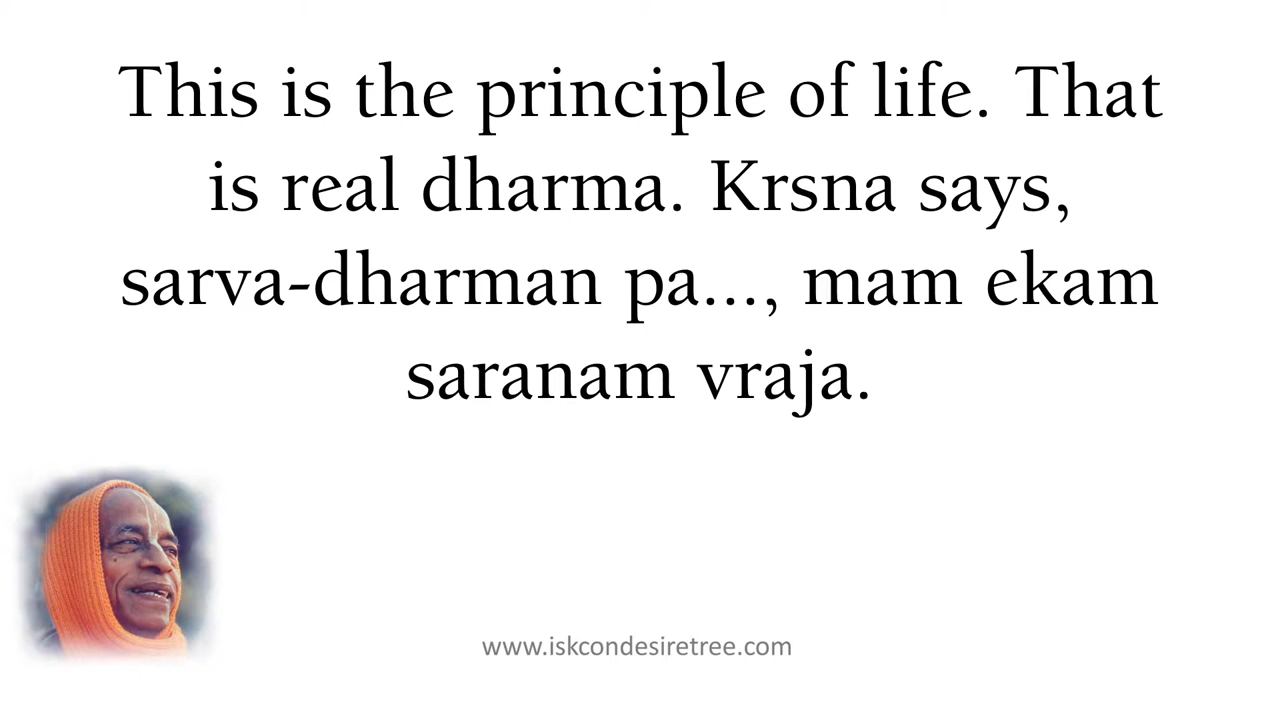 This is the principle of life. That
is real dharma. Krsna says,
sarva-dharman pa..., mam ekam
saranam vraja.
www.iskcondesiretree.com